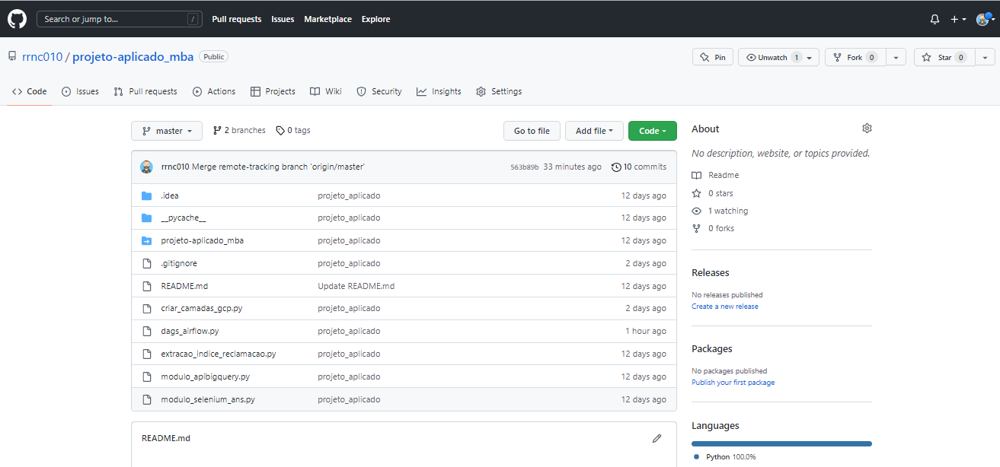 Search or jump to... / Pull requests Issues Marketplace Explore
rrnc010 / projeto-aplicado_mba Public Pin Unwatch 1 Fork 0 Star 0
Code Issues Pull requests Actions Projects Wiki Security Insights Settings
master 2 branches 0 tags Go to file Add file Code
rrnc010 Merge remote-tracking branch 'origin/master' 563b89b 33 minutes ago 10 commits
.idea projeto_aplicado 12 days ago
__pycache__ projeto_aplicado 12 days ago
projeto-aplicado_mba projeto_aplicado 12 days ago
.gitignore projeto_aplicado 2 days ago
README.md Update README.md 12 days ago
criar_camadas_gcp.py projeto_aplicado 2 days ago
dags_airflow.py projeto_aplicado 1 hour ago
extracao_indice_reclamacao.py projeto_aplicado 12 days ago
modulo_apibigquery.py projeto_aplicado 12 days ago
modulo_selenium_ans.py projeto_aplicado 12 days ago
README.md
About
No description, website, or topics provided.
Readme
0 stars
1 watching
0 forks
Releases
No releases published
Create a new release
Packages
No packages published
Publish your first package
Languages
Python 100.0%